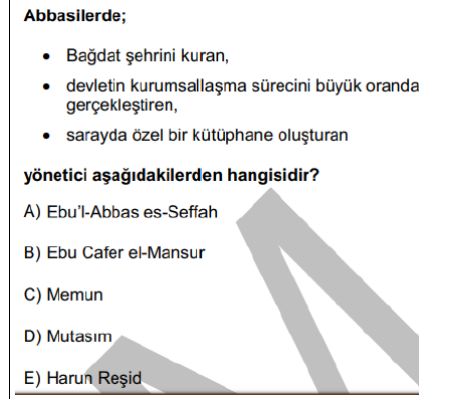 Abbasilerde;
• Bağdat şehrini kuran,
• devletin kurumsallaşma sürecini büyük oranda
gerçekleştiren,
• sarayda özel bir kütüphane oluşturan
yönetici aşağıdakilerden hangisidir?
A) Ebu'l-Abbas es-Seffah
B) Ebu Cafer el-Mansur
C) Memun
D) Mutasım
E) Harun Reşid